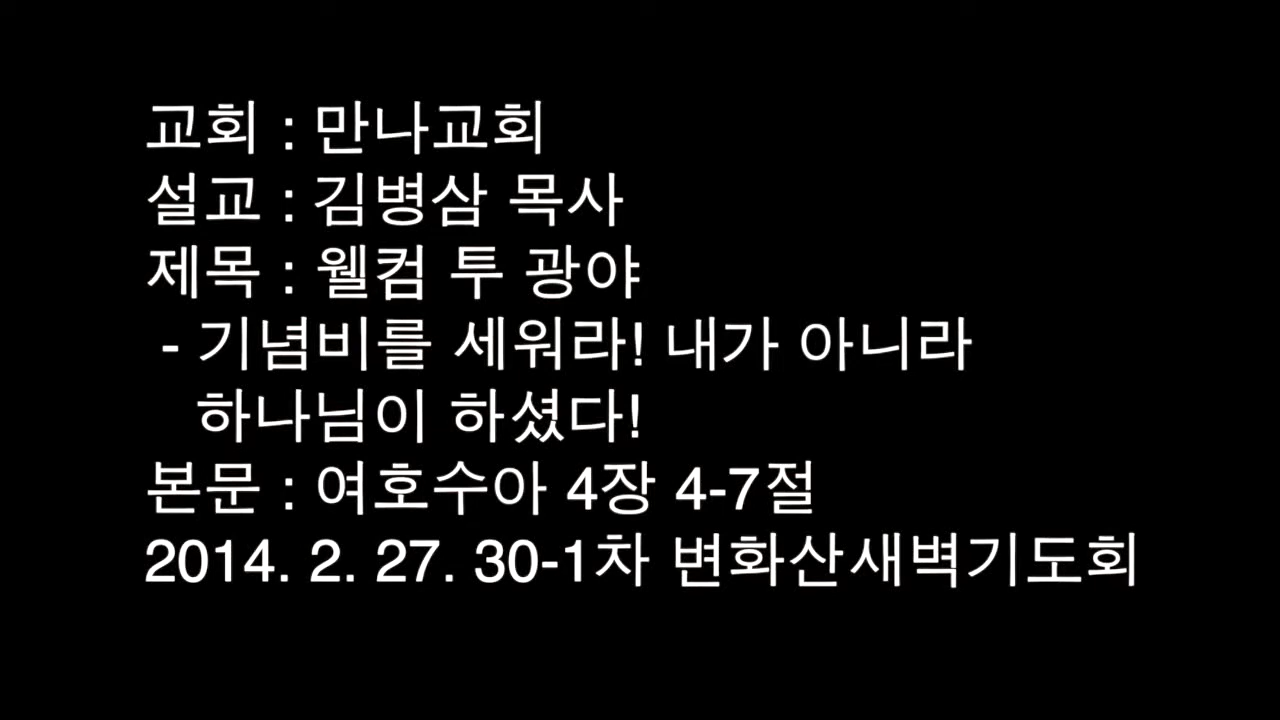 교회 : 만나교회
설교 : 김병삼 목사
제목 : 웰컴 투 광야
- 기념비를 세워라! 내가 아니라
하나님이 하셨다!
본문 : 여호수아 4장 4-7절
2014. 2. 27. 30-1차 변화산새벽기도회